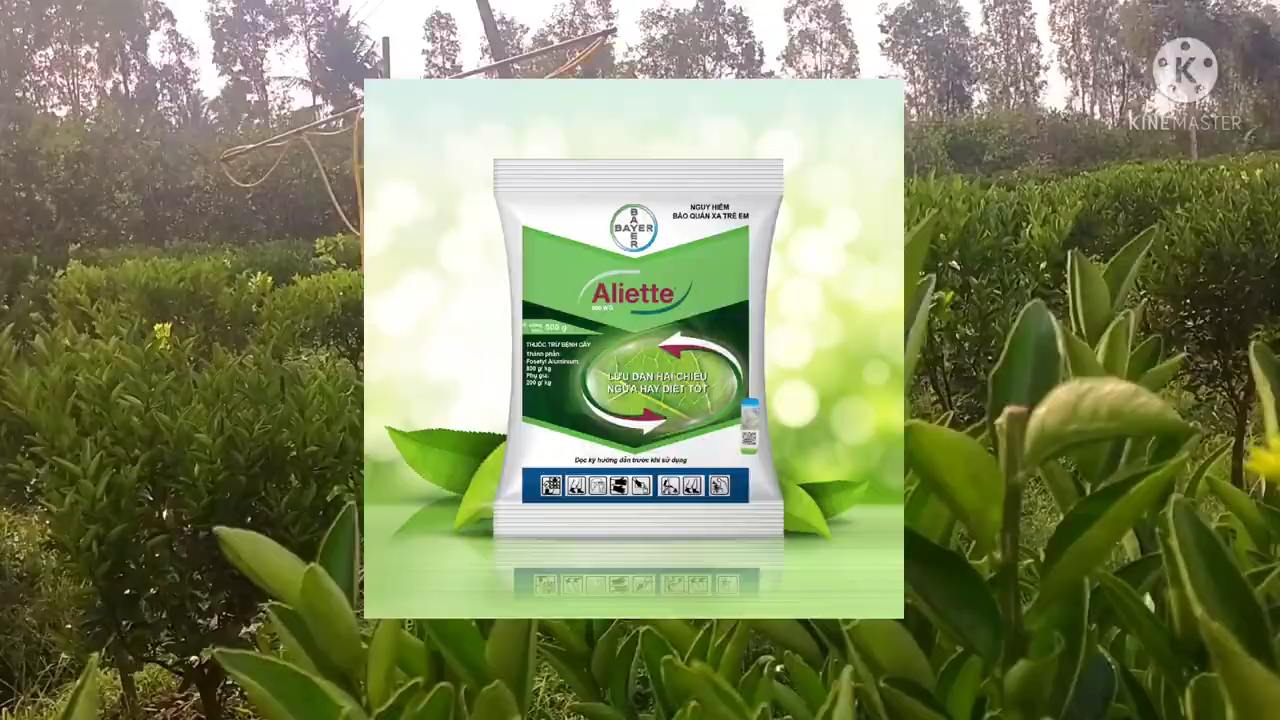 KINEMASTER
NGUY HIỂM
BẢO QUẢN XA TRẺ EM
BAYER
BAYER
Aliette
800 WG
500 g
THUỐC TRỪ BỆNH CÂY
Thành phần:
Fosetyl Aluminium:
800 g/ kg
Phụ gia:
200 g/ kg
LƯU DẪN HAI CHIỀU
NGỪA HAY DIỆT TỐT
Đọc kỹ hướng dẫn trước khi sử dụng